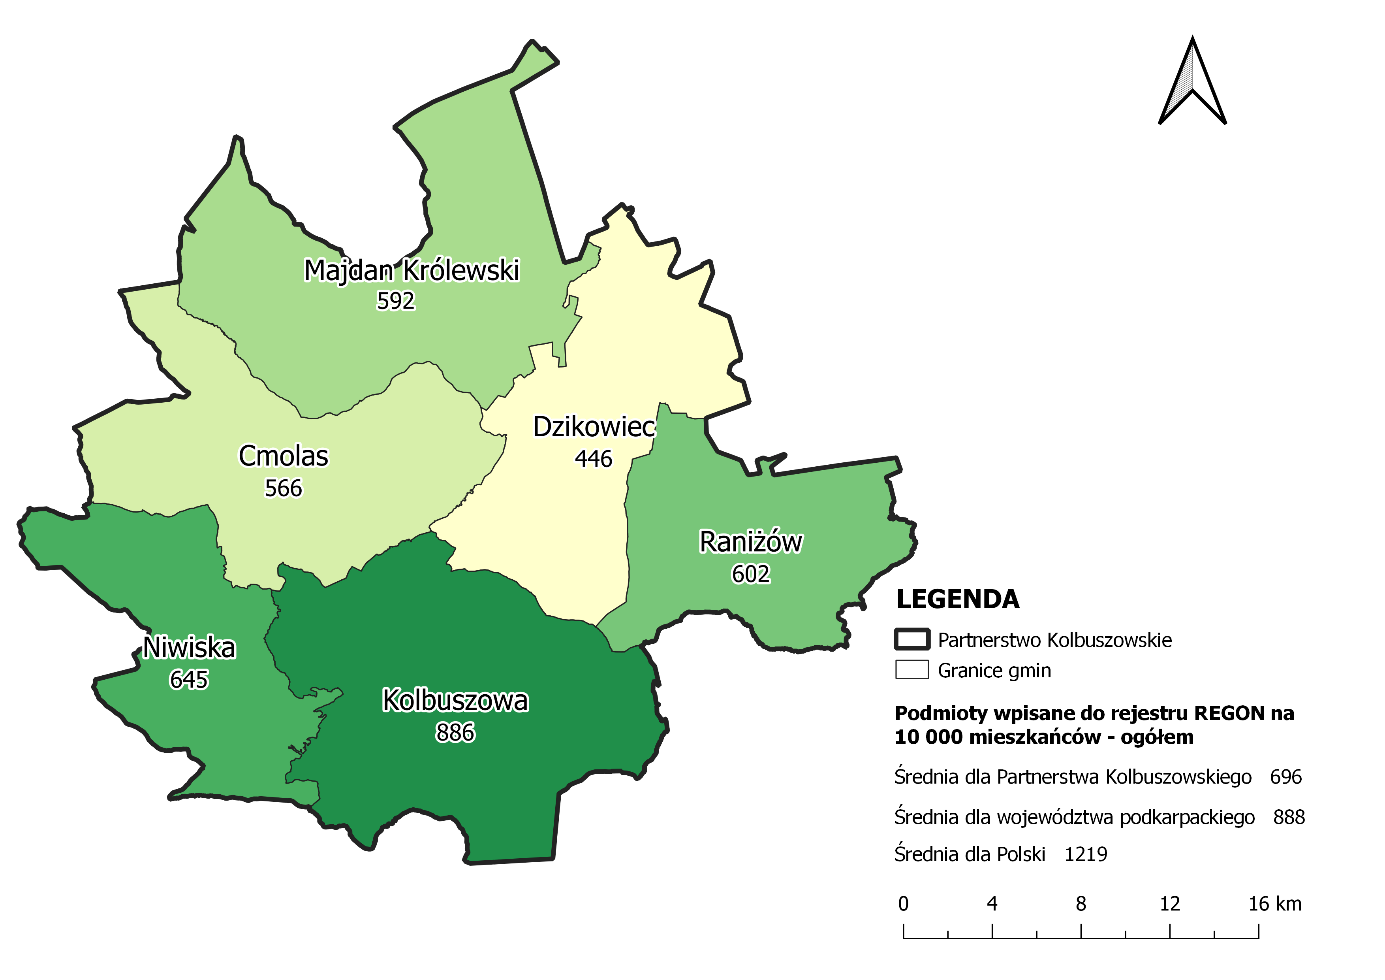 Majdan Królewski
592
Dzikowiec
446
Cmolas
566
Raniżów
602
Niwiska
645
Kolbuszowa
886
LEGENDA
Partnerstwo Kolbuszowskie
Granice gmin
Podmioty wpisane do rejestru REGON na
10 000 mieszkańców - ogółem
Średnia dla Partnerstwa Kolbuszowskiego 696
Średnia dla województwa podkarpackiego 888
Średnia dla Polski 1219
0 4 8 12 16 km